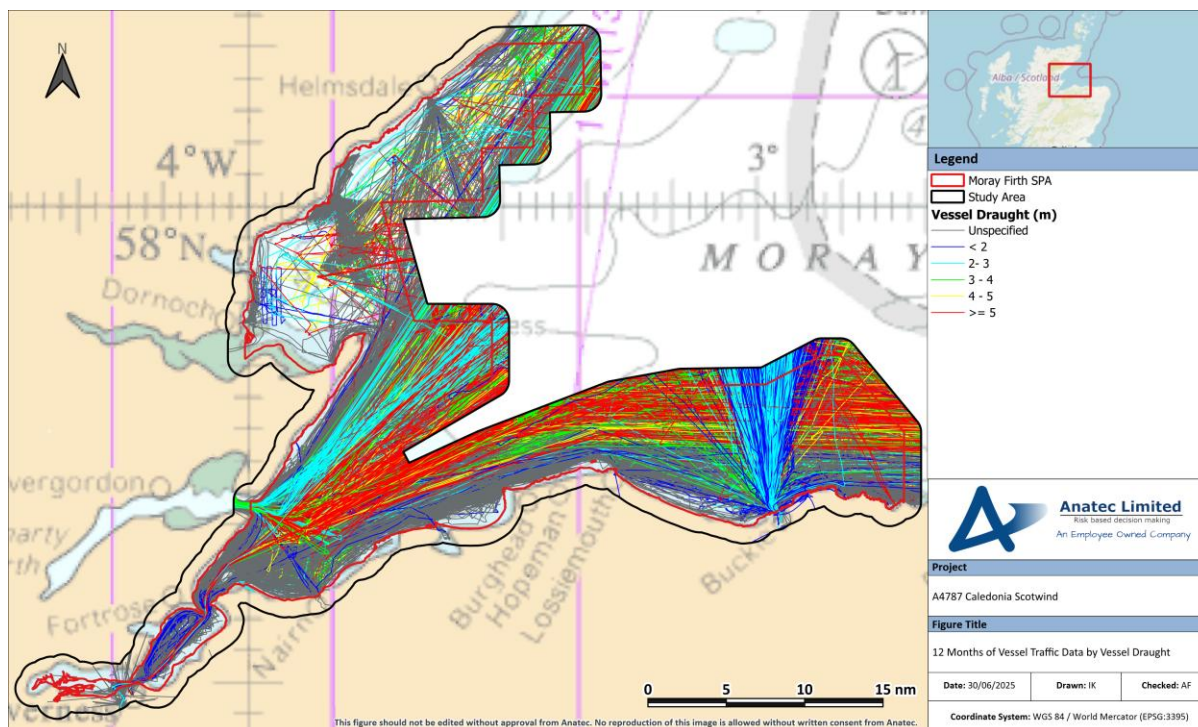 N
Helmsdale
4°W
3°
58°N
MORAY
Dornoch
ess
vergordon
arty
rth
Fortrose
Nairn
Burghead
Hopeman
Lossiemouth
Buckie
verness
0 5 10 15 nm
This figure should not be edited without approval from Anatec. No reproduction of this image is allowed without written consent from Anatec.
Alba / Scotland
Legend
Moray Firth SPA
Study Area
Vessel Draught (m)
Unspecified
< 2
2- 3
3 - 4
4 - 5
>= 5
Anatec Limited
Risk based decision making
An Employee Owned Company
Project
A4787 Caledonia Scotwind
Figure Title
12 Months of Vessel Traffic Data by Vessel Draught
Date: 30/06/2025 Drawn: IK Checked: AF
Coordinate System: WGS 84 / World Mercator (EPSG:3395)